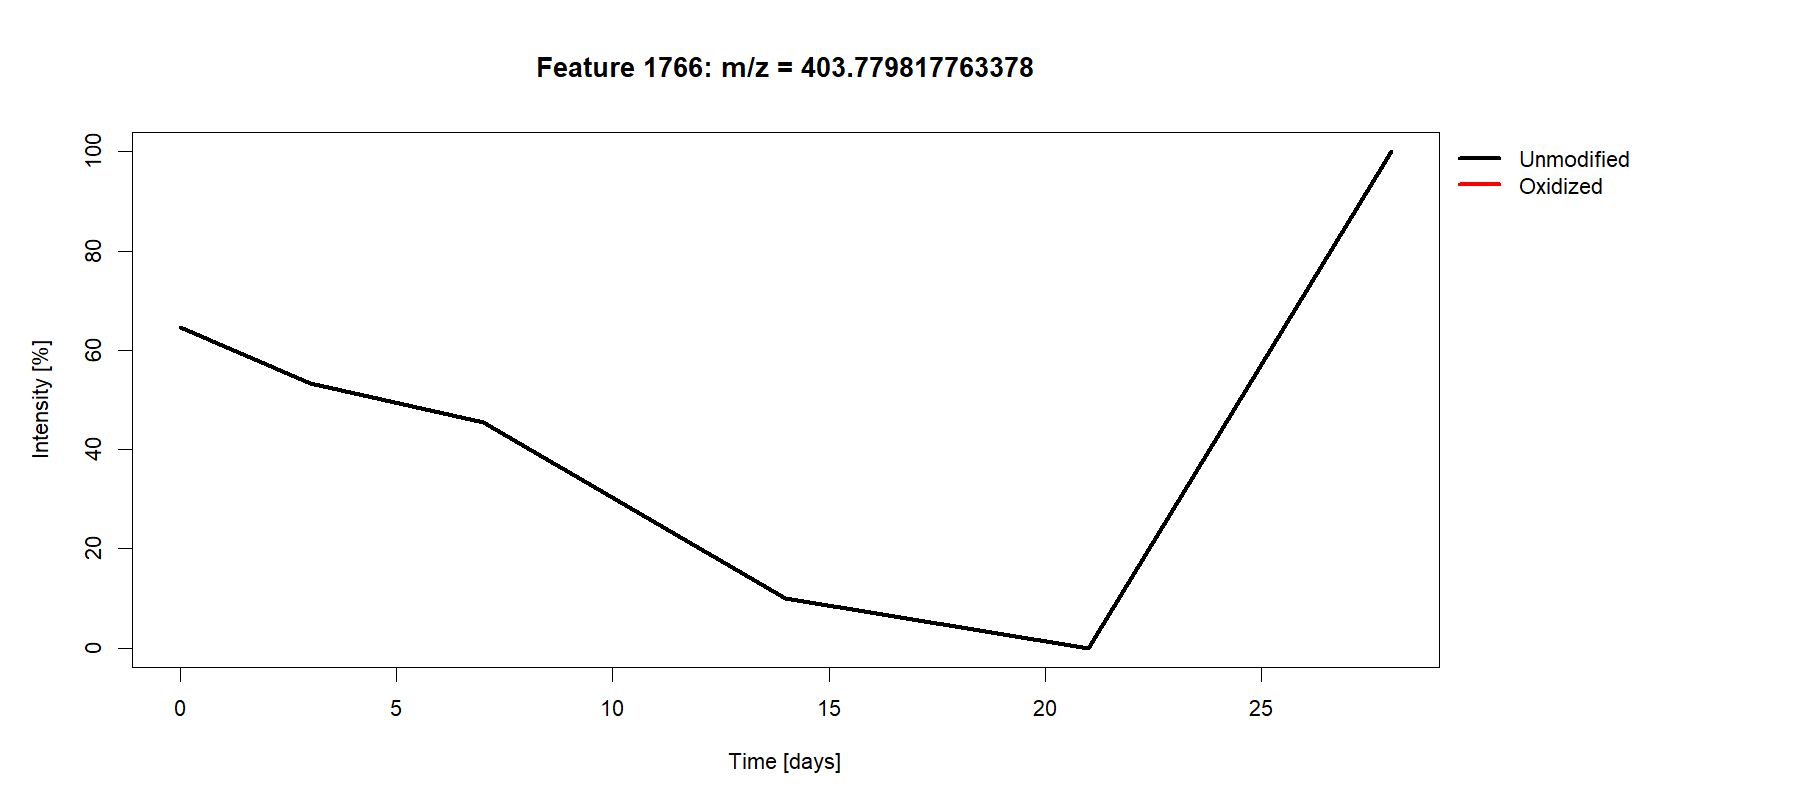 Feature 1766: m/z = 403.779817763378
Unmodified
Oxidized
Intensity [%]
100
80
60
40
20
0
0 5 10 15 20 25
Time [days]